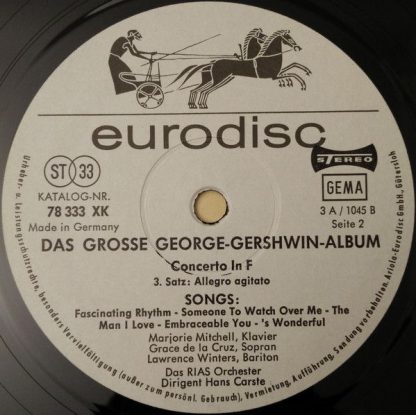 eurodisc
ST 33
STEREO
KATALOG-NR.
78 333 XK
Made in Germany
GEMA
3 A / 1045 B
Seite 2
DAS GROSSE GEORGE-GERSHWIN-ALBUM
Concerto In F
3. Satz: Allegro agitato
SONGS:
Fascinating Rhythm - Someone To Watch Over Me - The
Man I Love - Embraceable You - 's Wonderful
Marjorie Mitchell, Klavier
Grace de la Cruz, Sopran
Lawrence Winters, Bariton
Das RIAS Orchester
Dirigent Hans Carste
Urheber- u. Leistungsschutzrechte, besonders Vervielfältigung (außer zum persönl. Gebrauch), Vermietung, Aufführung, Sendung vorbehalten. Ariola-Eurodisc GmbH., Gütersloh